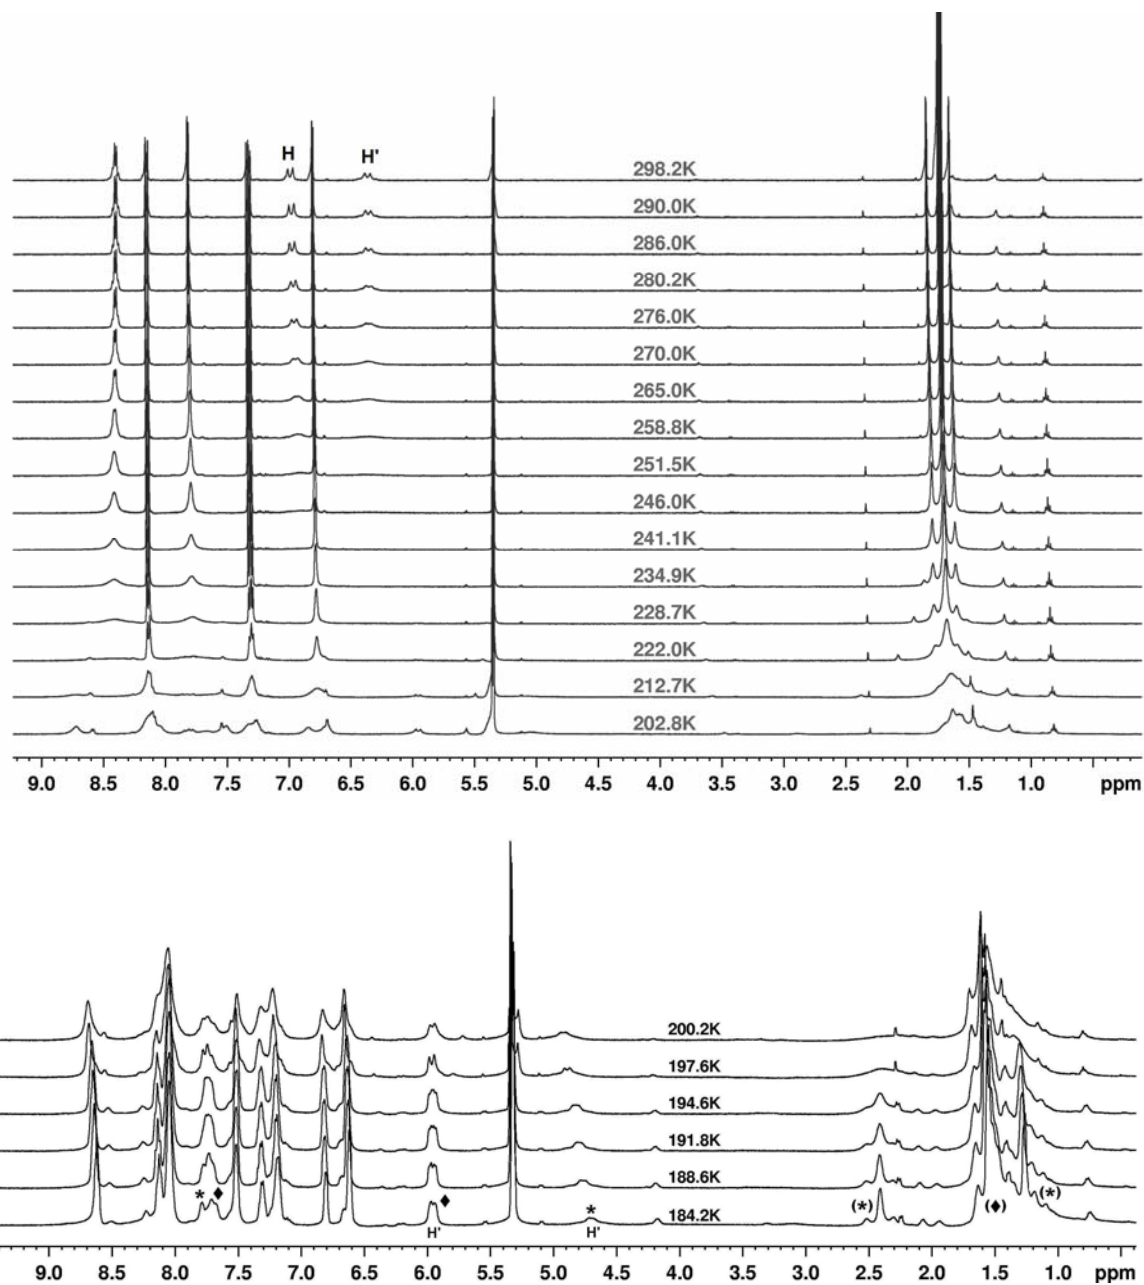 H H'
298.2K
290.0K
286.0K
280.2K
276.0K
270.0K
265.0K
258.8K
251.5K
246.0K
241.1K
234.9K
228.7K
222.0K
212.7K
202.8K
9.0 8.5 8.0 7.5 7.0 6.5 6.0 5.5 5.0 4.5 4.0 3.5 3.0 2.5 2.0 1.5 1.0 ppm
200.2K
197.6K
194.6K
191.8K
188.6K
* ♦ ♦ * (*) (♦) (*)
184.2K
H' H'
9.0 8.5 8.0 7.5 7.0 6.5 6.0 5.5 5.0 4.5 4.0 3.5 3.0 2.5 2.0 1.5 1.0 ppm